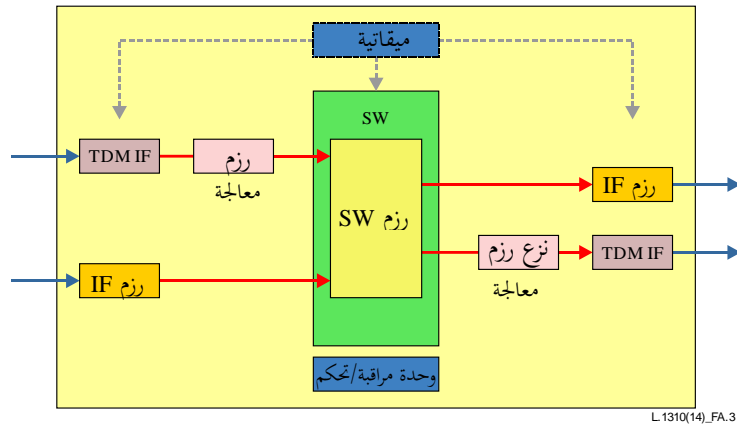 ميقاتية
SW
TDM IF
رزم
معالجة
رزم SW
رزم IF
نزع رزم
TDM IF
معالجة
رزم IF
وحدة مراقبة/تحكم
L.1310(14)_FA.3